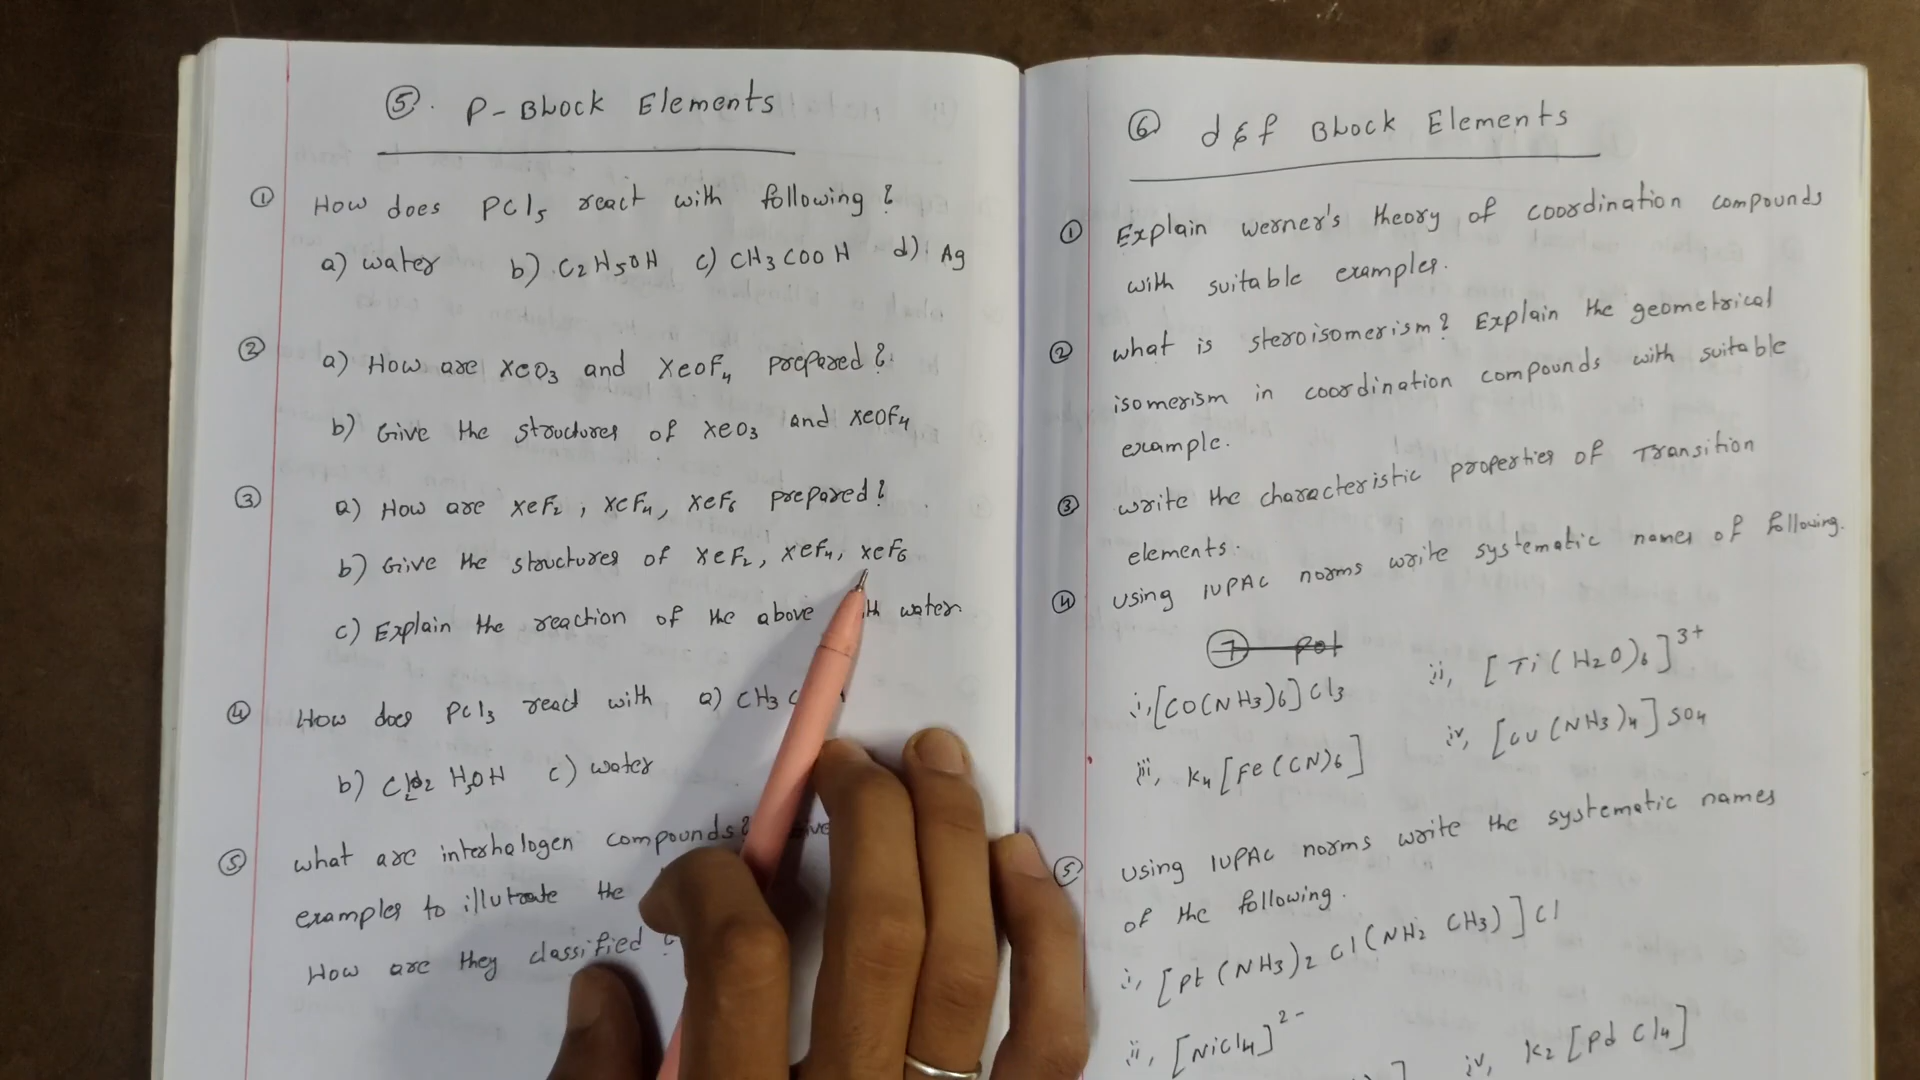 5. P-Block Elements
1 How does PCl5 react with following?
a) water b) C2H5OH c) CH3COOH d) Ag
2 a) How are XeO3 and XeOF4 prepared?
b) Give the structures of XeO3 and XeOF4
3 a) How are XeF2, XeF4, XeF6 prepared?
b) Give the structures of XeF2, XeF4, XeF6
c) Explain the reaction of the above water.
4 How does PCl3 react with a)
b) c) water
5 what are interhalogen compounds?
examples to the
How are they classified?
6 d & f Block Elements
1 Explain werner's theory of coordination compounds
with suitable examples.
2 what is steroisomerism? Explain the geometrical
isomerism in coordination compounds with suitable
example.
3 write the characteristic properties of Transition
elements.
4 using IUPAC norms write systematic names of following.
7
i, [CO(NH3)6]Cl3 ii, [Ti(H2O)6]3+
iii, K4[Fe(CN)6] iv, [Cu(NH3)4]SO4
5 using IUPAC norms write the systematic names
of the following.
i, [Pt(NH3)2Cl(NH2CH3)]Cl
ii, [NiCl4]2-
iv, K2[PdCl4]